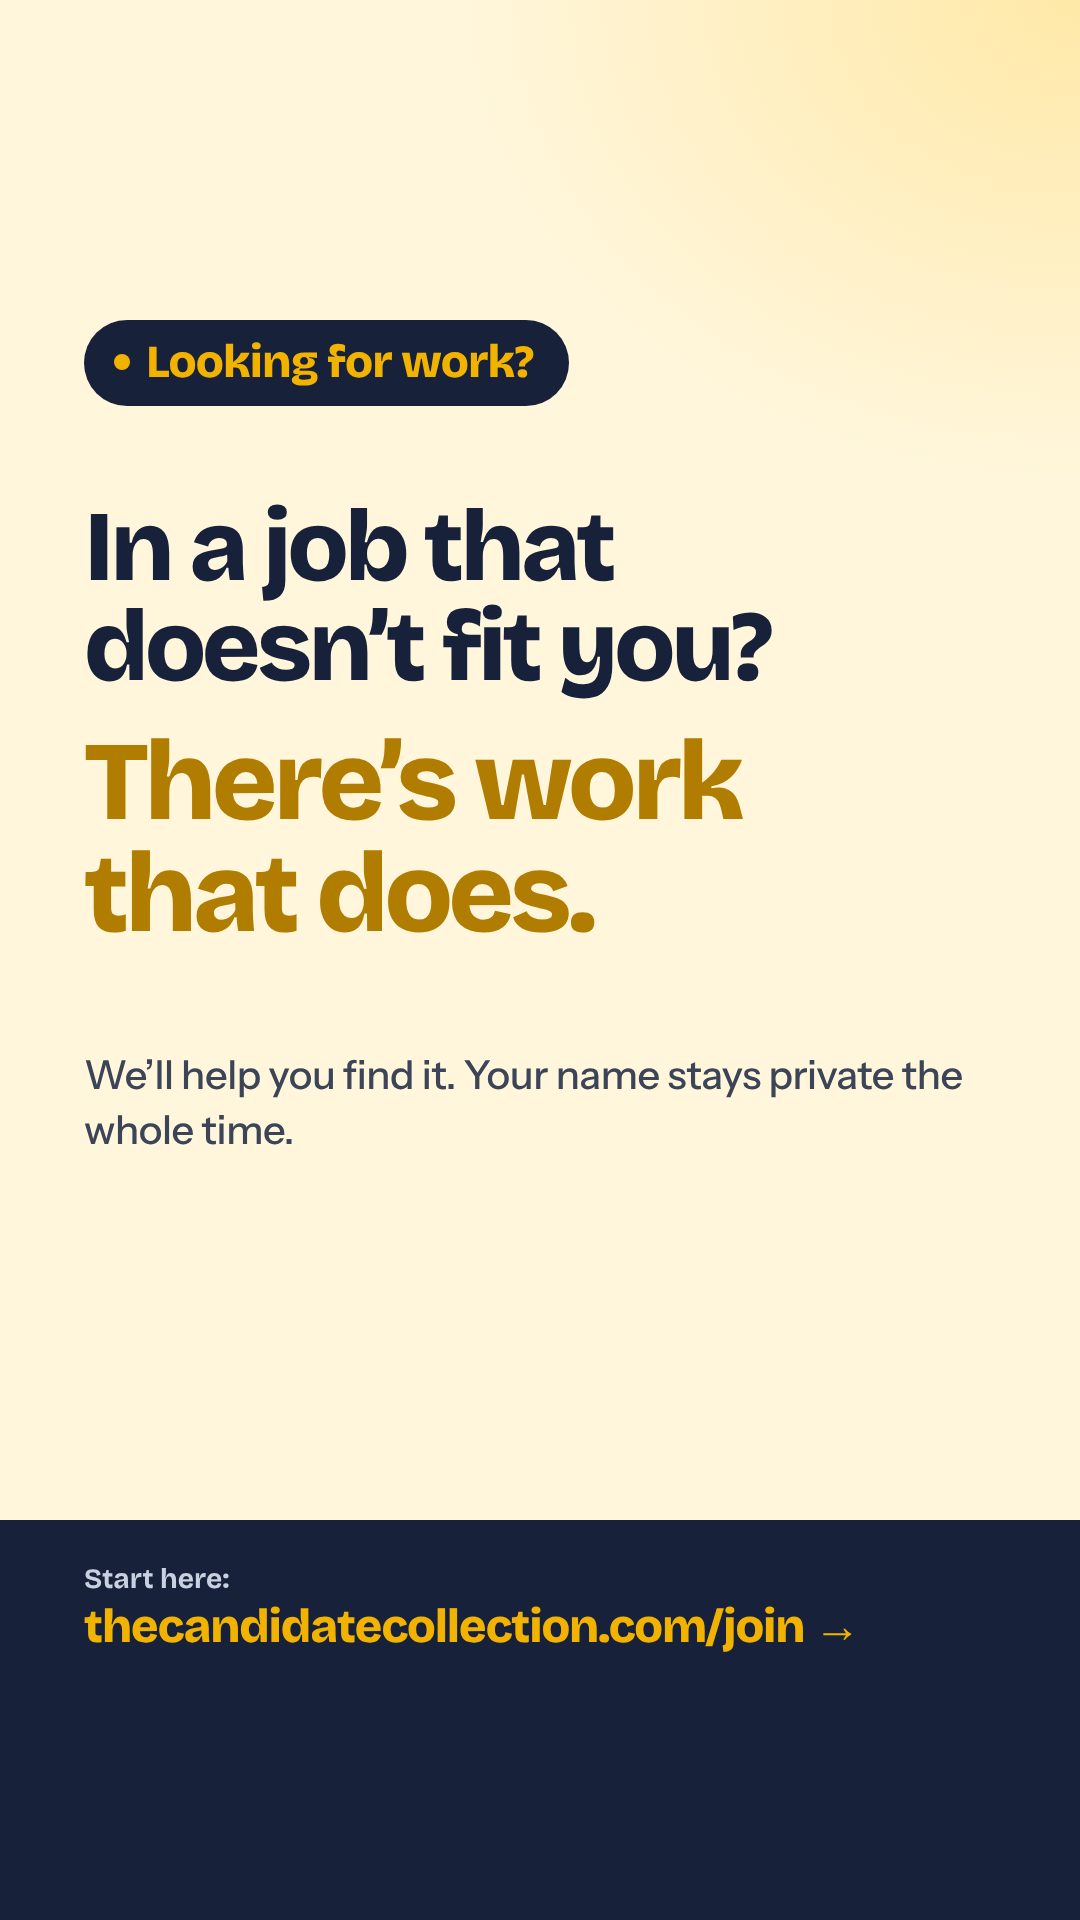 • Looking for work?
In a job that
doesn’t fit you?
There’s work
that does.
We’ll help you find it. Your name stays private the
whole time.
Start here:
thecandidatecollection.com/join →